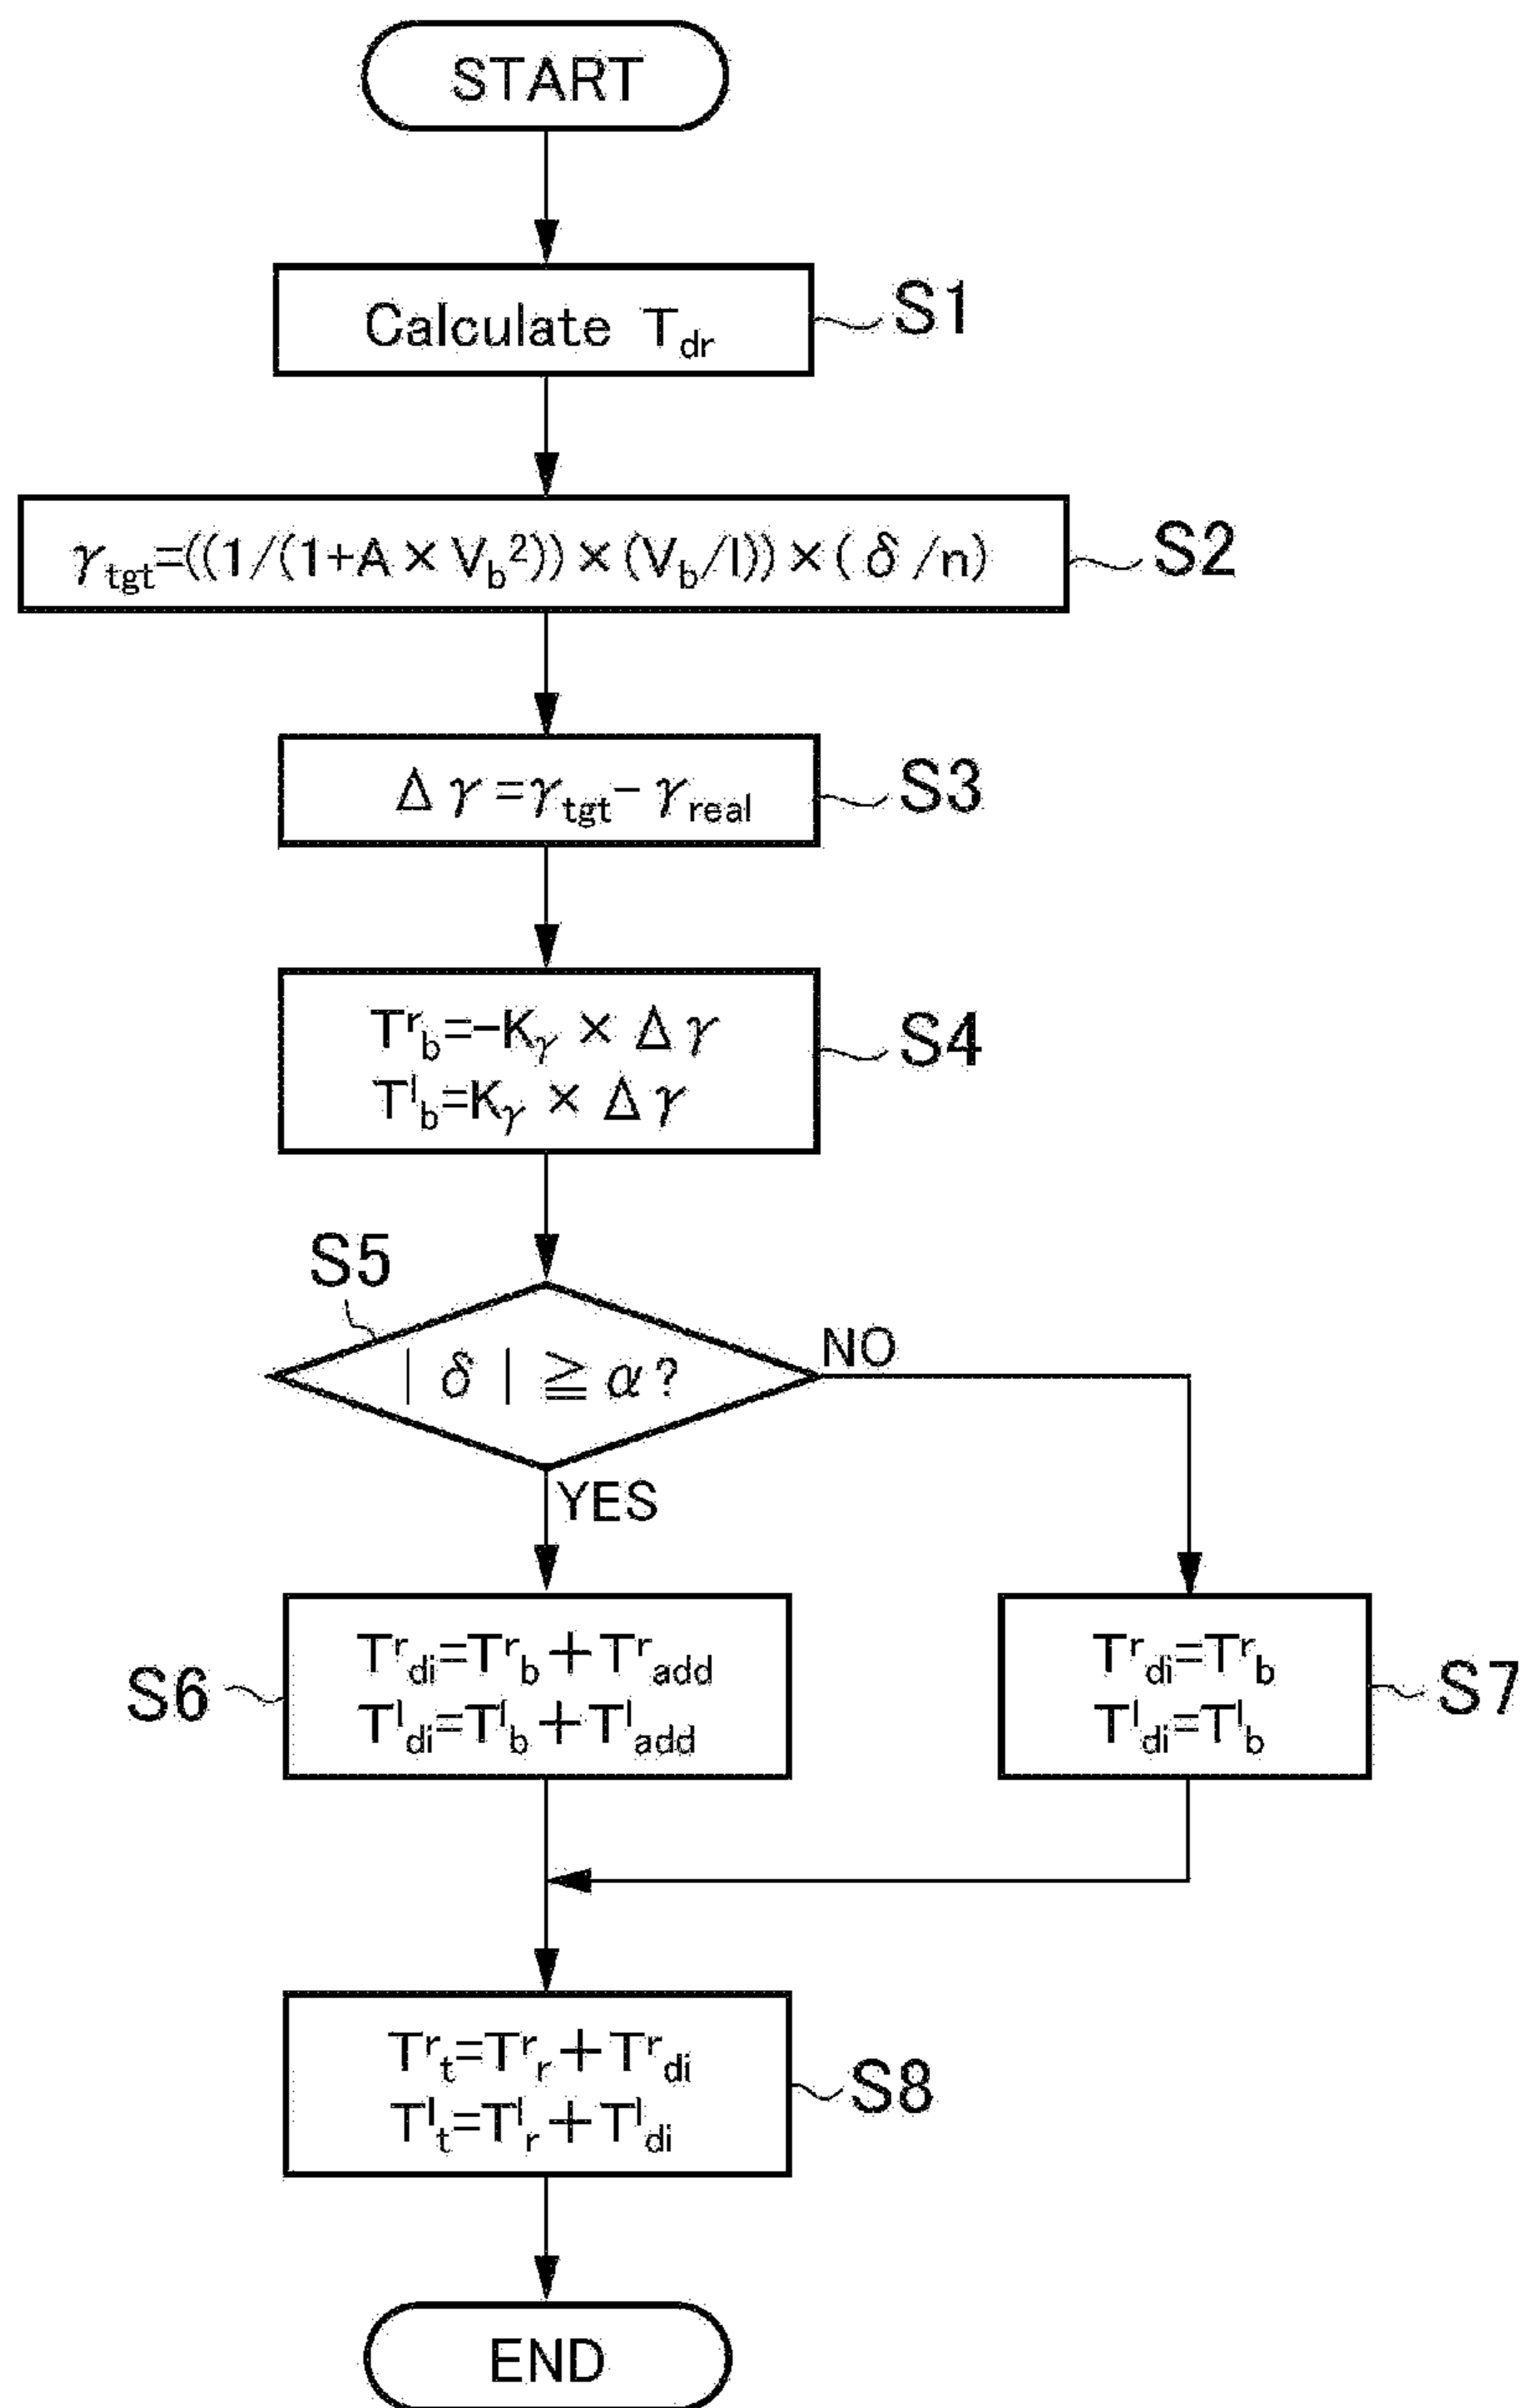 START
Calculate T_dr
S1
γ_tgt=((1/(1+A × V_b²)) × (V_b/l)) × (δ/n)
S2
Δγ=γ_tgt-γ_real
S3
T^r_b=-K_γ × Δγ
T^l_b=K_γ × Δγ
S4
S5
|δ| ≧ α?
NO
YES
S6
T^r_di=T^r_b+T^r_add
T^l_di=T^l_b+T^l_add
T^r_di=T^r_b
T^l_di=T^l_b
S7
T^r_t=T^r_r+T^r_di
T^l_t=T^l_r+T^l_di
S8
END